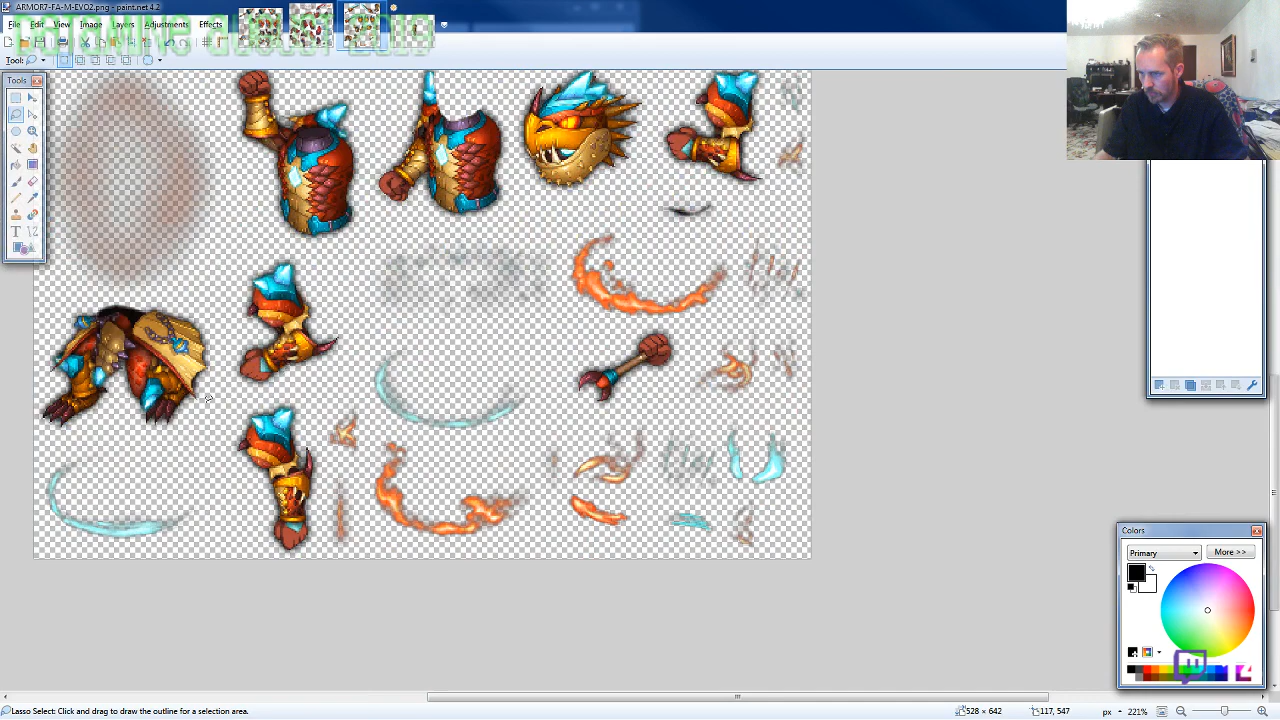 ARMOR7-FA-M-EVO2.png - paint.net 4.2
File Edit View Image Layers Adjustments Effects
Tool:
Tools
Colors
Primary
More >>
Lasso Select: Click and drag to draw the outline for a selection area.
528 × 642
117, 547
px
221%